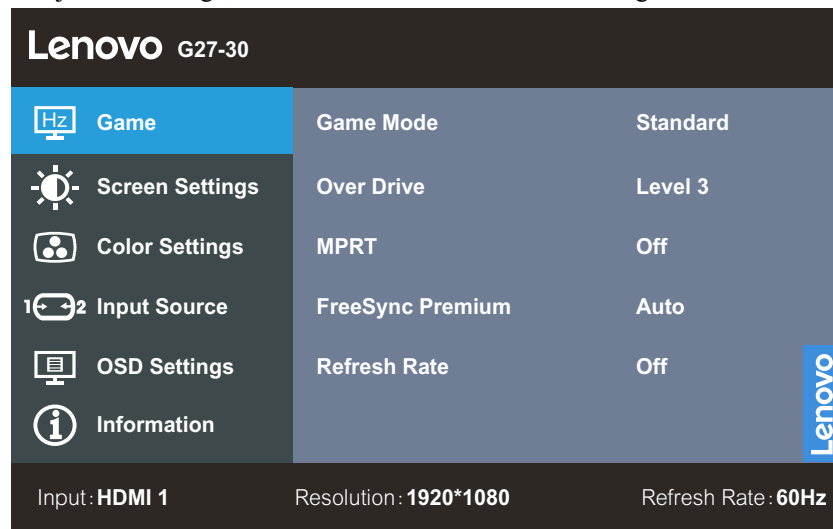 Lenovo G27-30
Hz Game Game Mode Standard
Screen Settings Over Drive Level 3
Color Settings MPRT Off
1 2 Input Source FreeSync Premium Auto
OSD Settings Refresh Rate Off
Information
Lenovo
Input: HDMI 1 Resolution: 1920*1080 Refresh Rate: 60Hz